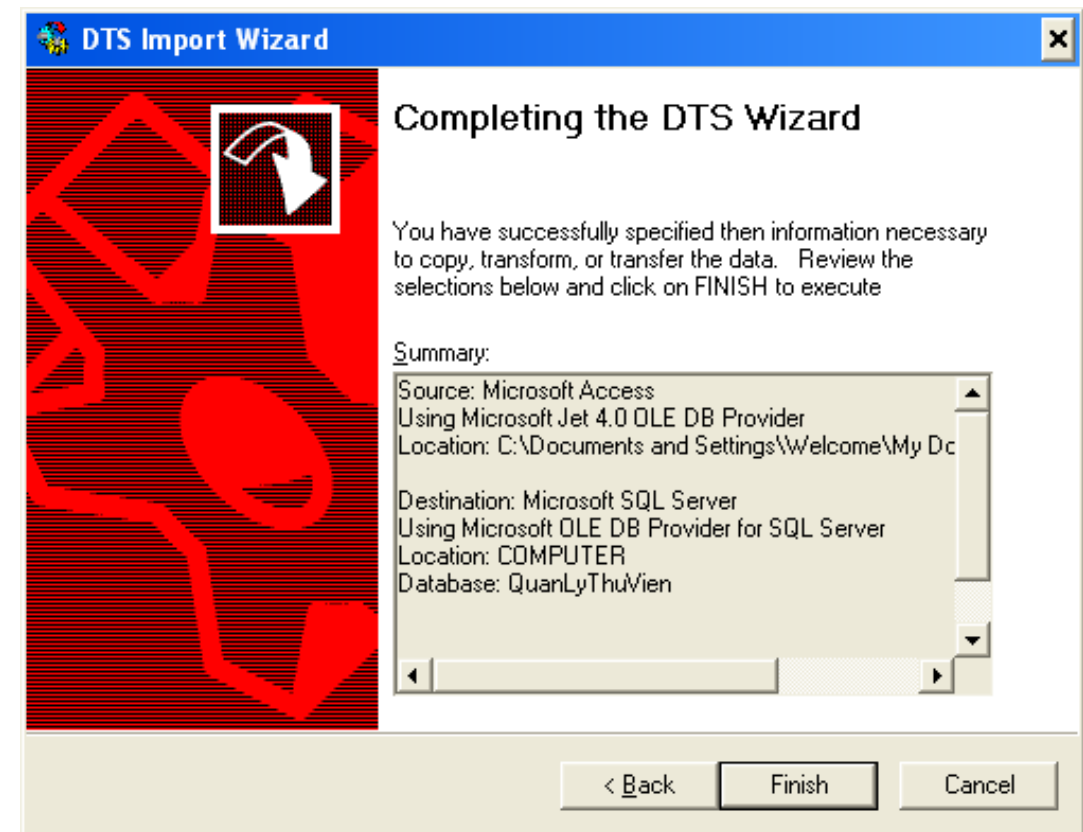 DTS Import Wizard
Completing the DTS Wizard
You have successfully specified then information necessary
to copy, transform, or transfer the data. Review the
selections below and click on FINISH to execute
Summary:
Source: Microsoft Access
Using Microsoft Jet 4.0 OLE DB Provider
Location: C:\Documents and Settings\Welcome\My Dc
Destination: Microsoft SQL Server
Using Microsoft OLE DB Provider for SQL Server
Location: COMPUTER
Database: QuanLyThuVien
< Back
Finish
Cancel